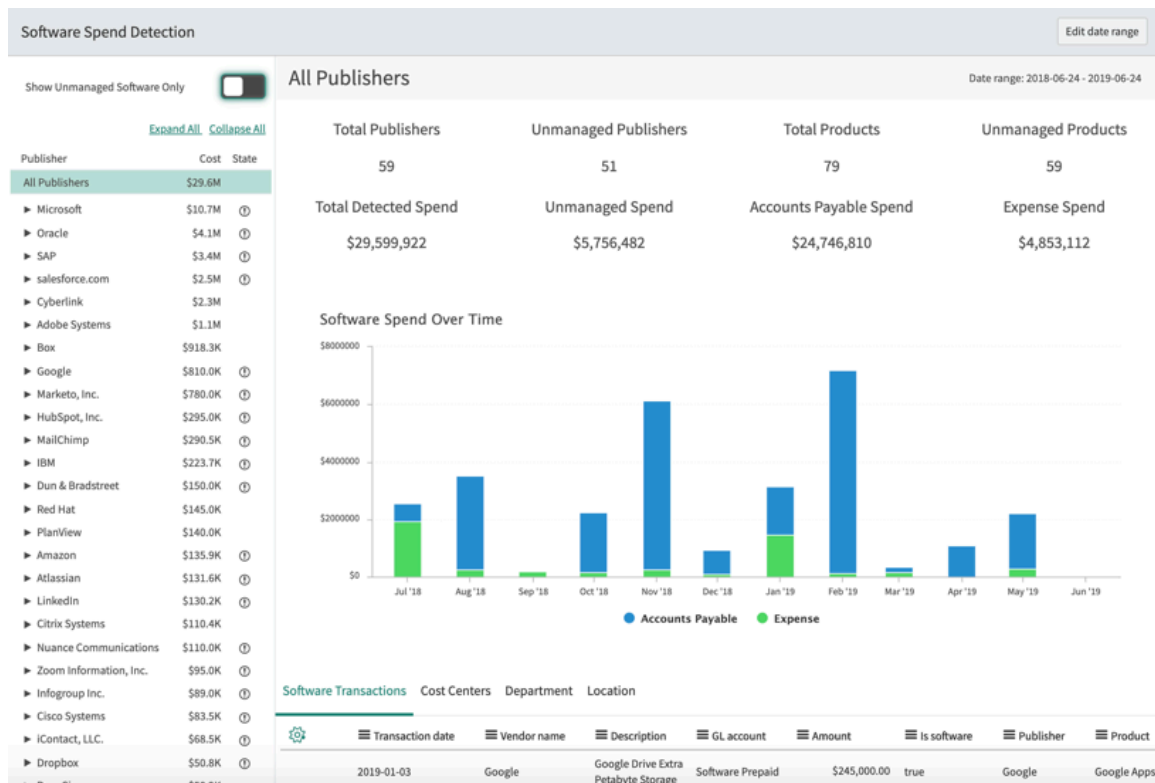 Software Spend Detection
Edit date range
Show Unmanaged Software Only
Expand All Collapse All
Publisher Cost State
All Publishers $29.6M
Microsoft $10.7M
Oracle $4.1M
SAP $3.4M
salesforce.com $2.5M
Cyberlink $2.3M
Adobe Systems $1.1M
Box $918.3K
Google $810.0K
Marketo, Inc. $780.0K
HubSpot, Inc. $295.0K
MailChimp $290.5K
IBM $223.7K
Dun & Bradstreet $150.0K
Red Hat $145.0K
PlanView $140.0K
Amazon $135.9K
Atlassian $131.6K
LinkedIn $130.2K
Citrix Systems $110.4K
Nuance Communications $110.0K
Zoom Information, Inc. $95.0K
Infogroup Inc. $89.0K
Cisco Systems $83.5K
iContact, LLC. $68.5K
Dropbox $50.8K
All Publishers
Date range: 2018-06-24 - 2019-06-24
Total Publishers Unmanaged Publishers Total Products Unmanaged Products
59 51 79 59
Total Detected Spend Unmanaged Spend Accounts Payable Spend Expense Spend
$29,599,922 $5,756,482 $24,746,810 $4,853,112
Software Spend Over Time
$8000000
$6000000
$4000000
$2000000
$0
Jul '18 Aug '18 Sep '18 Oct '18 Nov '18 Dec '18 Jan '19 Feb '19 Mar '19 Apr '19 May '19 Jun '19
Accounts Payable Expense
Software Transactions Cost Centers Department Location
Transaction date Vendor name Description GL account Amount Is software Publisher Product
2019-01-03 Google Google Drive Extra Software Prepaid $245,000.00 true Google Google Apps
Petabyte Storage